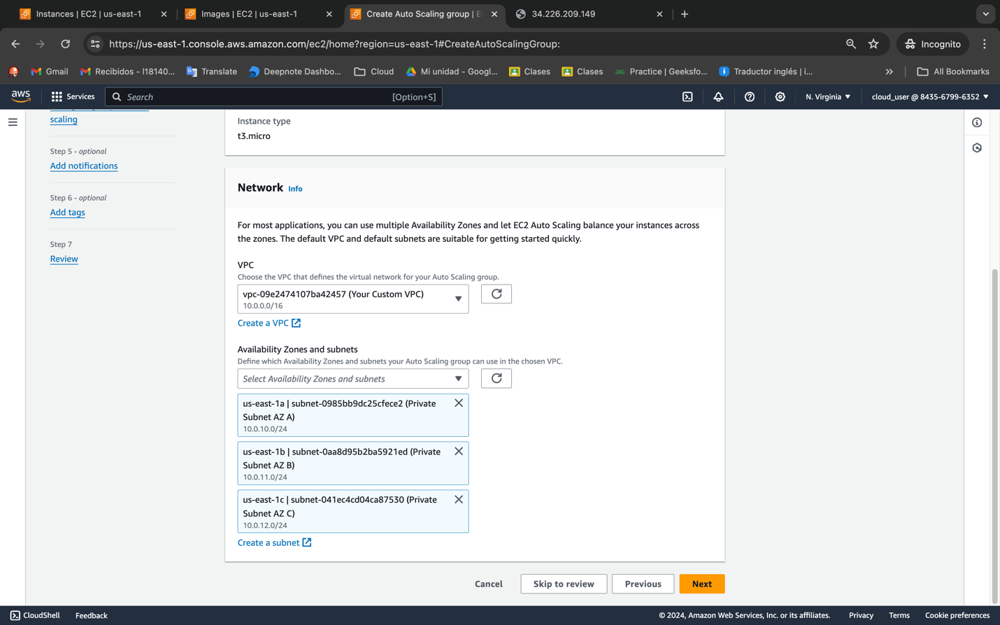 Instances | EC2 | us-east-1
Images | EC2 | us-east-1
Create Auto Scaling group |
34.226.209.149
https://us-east-1.console.aws.amazon.com/ec2/home?region=us-east-1#CreateAutoScalingGroup:
Incognito
Gmail
Recibidos - l18140...
Translate
Deepnote Dashbo...
Cloud
Mi unidad - Googl...
Clases
Clases
Practice | Geeksfo...
Traductor inglés | i...
All Bookmarks
aws
Services
Search
[Option+S]
N. Virginia
cloud_user @ 8435-6799-6352
scaling
Step 5 - optional
Add notifications
Step 6 - optional
Add tags
Step 7
Review
Instance type
t3.micro
Network Info
For most applications, you can use multiple Availability Zones and let EC2 Auto Scaling balance your instances across
the zones. The default VPC and default subnets are suitable for getting started quickly.
VPC
Choose the VPC that defines the virtual network for your Auto Scaling group.
vpc-09e2474107ba42457 (Your Custom VPC)
10.0.0.0/16
Create a VPC
Availability Zones and subnets
Define which Availability Zones and subnets your Auto Scaling group can use in the chosen VPC.
Select Availability Zones and subnets
us-east-1a | subnet-0985bb9dc25cfece2 (Private
Subnet AZ A)
10.0.10.0/24
us-east-1b | subnet-0aa8d95b2ba5921ed (Private
Subnet AZ B)
10.0.11.0/24
us-east-1c | subnet-041ec4cd04ca87530 (Private
Subnet AZ C)
10.0.12.0/24
Create a subnet
Cancel
Skip to review
Previous
Next
CloudShell
Feedback
© 2024, Amazon Web Services, Inc. or its affiliates.
Privacy
Terms
Cookie preferences